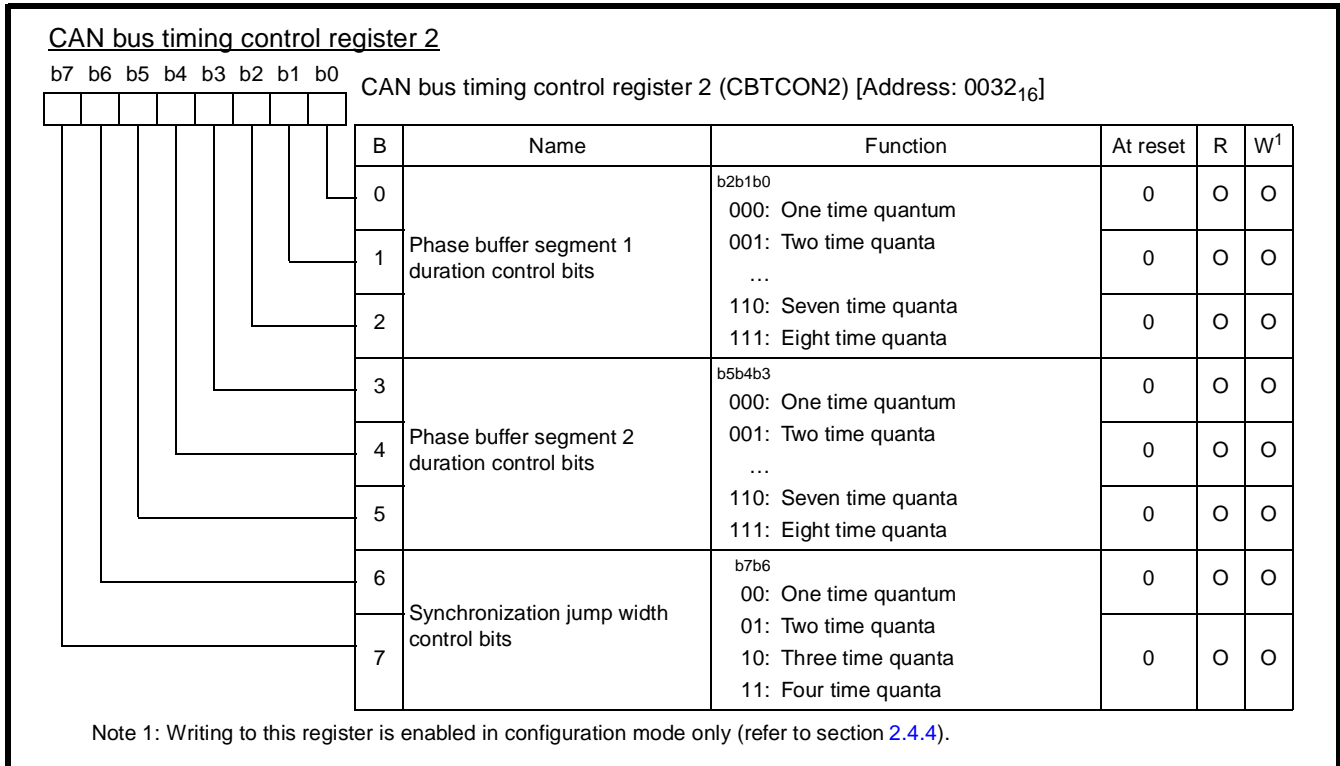 CAN bus timing control register 2
b7 b6 b5 b4 b3 b2 b1 b0
CAN bus timing control register 2 (CBTCON2) [Address: 0032₁₆]
B Name Function At reset R W¹
0 Phase buffer segment 1 duration control bits b2b1b0 0 O O
000: One time quantum
1 001: Two time quanta 0 O O
…
2 110: Seven time quanta 0 O O
111: Eight time quanta
3 Phase buffer segment 2 duration control bits b5b4b3 0 O O
000: One time quantum
4 001: Two time quanta 0 O O
…
5 110: Seven time quanta 0 O O
111: Eight time quanta
6 Synchronization jump width control bits b7b6 0 O O
00: One time quantum
01: Two time quanta
7 10: Three time quanta 0 O O
11: Four time quanta
Note 1: Writing to this register is enabled in configuration mode only (refer to section 2.4.4).